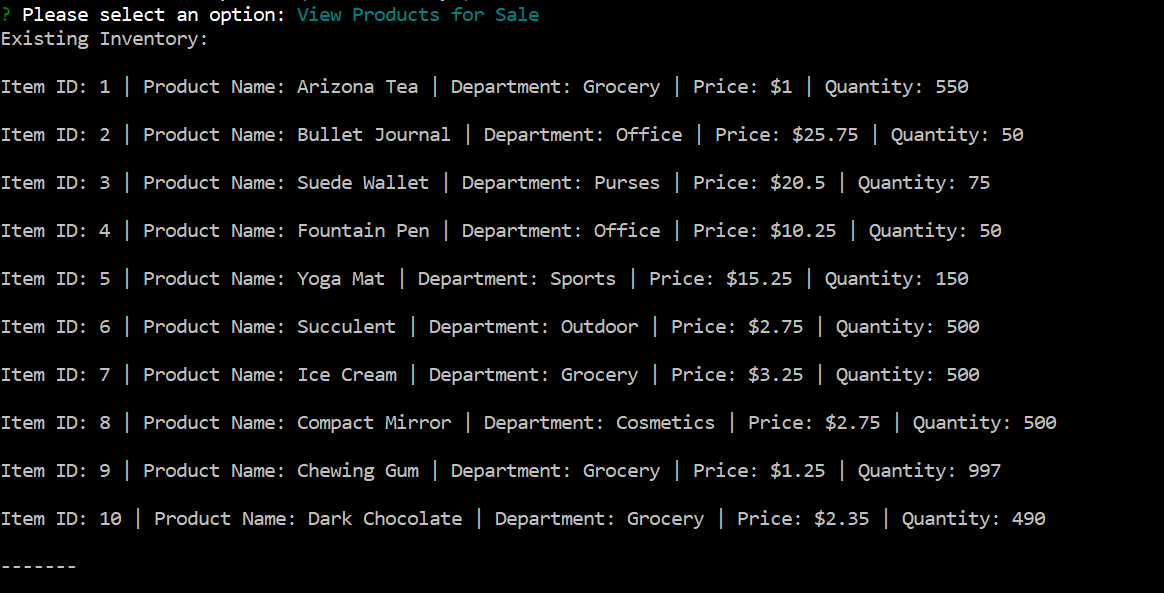 ? Please select an option: View Products for Sale
Existing Inventory:
Item ID: 1 | Product Name: Arizona Tea | Department: Grocery | Price: $1 | Quantity: 550
Item ID: 2 | Product Name: Bullet Journal | Department: Office | Price: $25.75 | Quantity: 50
Item ID: 3 | Product Name: Suede Wallet | Department: Purses | Price: $20.5 | Quantity: 75
Item ID: 4 | Product Name: Fountain Pen | Department: Office | Price: $10.25 | Quantity: 50
Item ID: 5 | Product Name: Yoga Mat | Department: Sports | Price: $15.25 | Quantity: 150
Item ID: 6 | Product Name: Succulent | Department: Outdoor | Price: $2.75 | Quantity: 500
Item ID: 7 | Product Name: Ice Cream | Department: Grocery | Price: $3.25 | Quantity: 500
Item ID: 8 | Product Name: Compact Mirror | Department: Cosmetics | Price: $2.75 | Quantity: 500
Item ID: 9 | Product Name: Chewing Gum | Department: Grocery | Price: $1.25 | Quantity: 997
Item ID: 10 | Product Name: Dark Chocolate | Department: Grocery | Price: $2.35 | Quantity: 490
-------